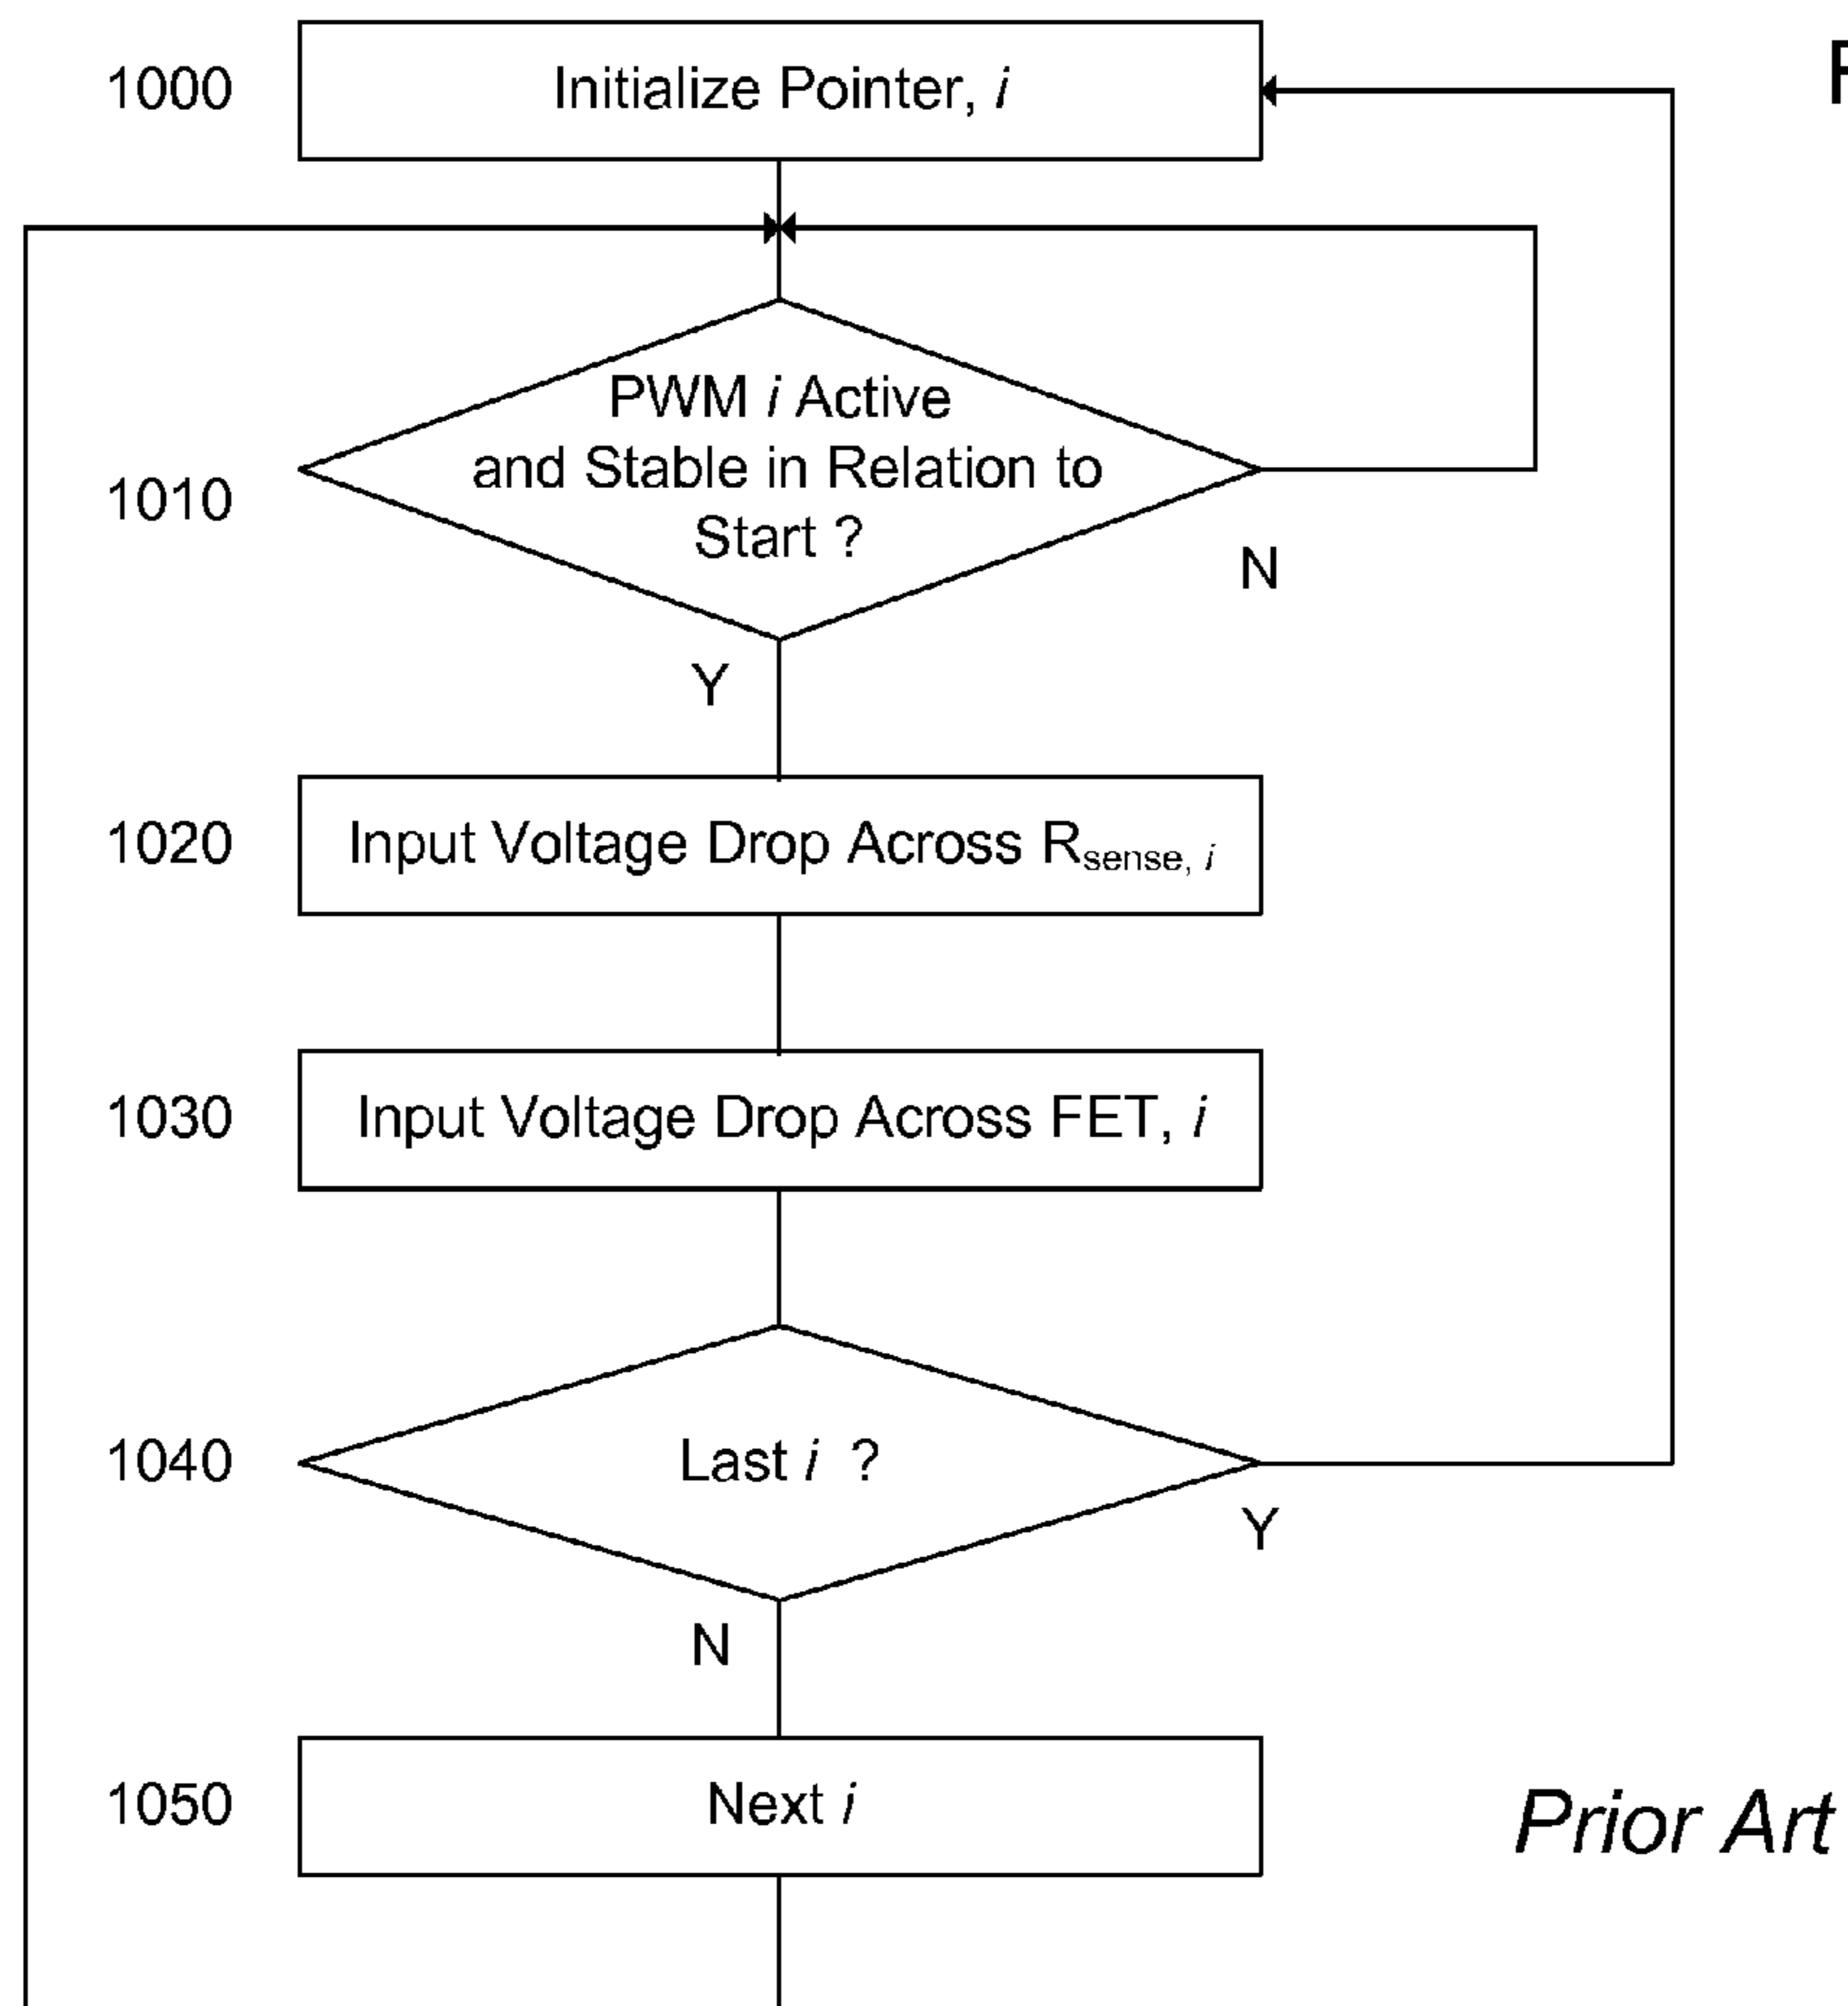 1000
Initialize Pointer, i
PWM i Active
and Stable in Relation to
Start ?
1010
N
Y
1020
Input Voltage Drop Across Rsense, i
1030
Input Voltage Drop Across FET, i
1040
Last i ?
Y
N
1050
Next i
Prior Art